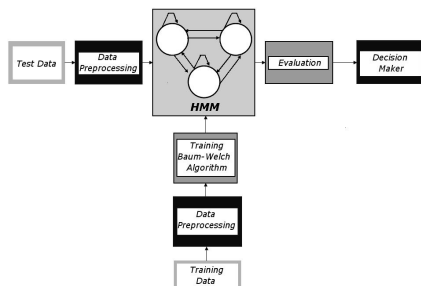 Test Data
Data
Preprocessing
HMM
Evaluation
Decision
Maker
Training
Baum-Welch
Algorithm
Data
Preprocessing
Training
Data